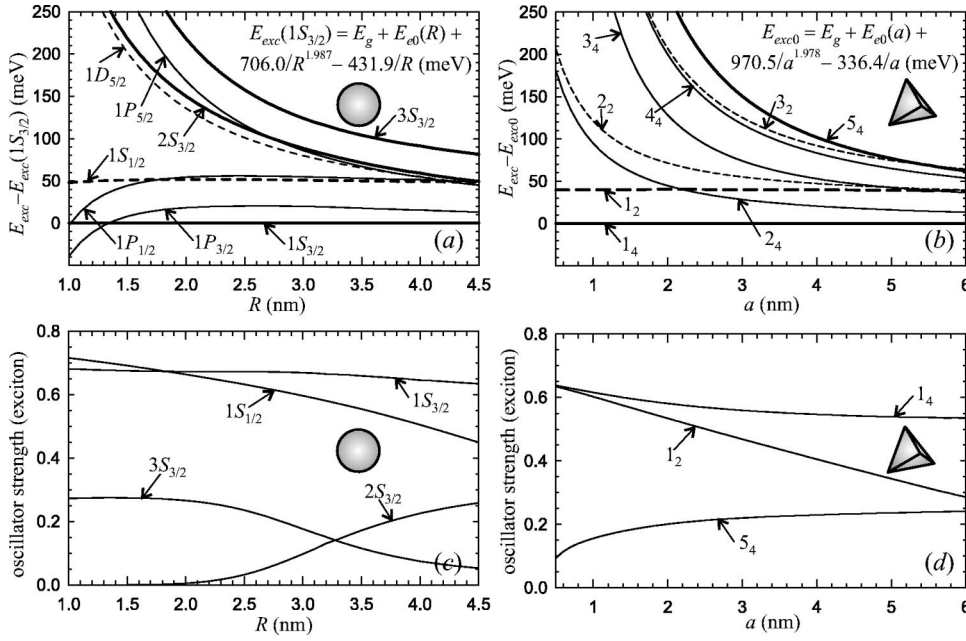 (a)
E_exc(1S_3/2) = E_g + E_e0(R) +
706.0/R^1.987 − 431.9/R (meV)
1D_5/2
1P_5/2
2S_3/2
3S_3/2
1S_1/2
1P_1/2
1P_3/2
1S_3/2
E_exc−E_exc(1S_3/2) (meV)
250
200
150
100
50
0
1.0 1.5 2.0 2.5 3.0 3.5 4.0 4.5
R (nm)
(b)
E_exc0 = E_g + E_e0(a) +
970.5/a^1.978 − 336.4/a (meV)
3_4
2_2
4_4
3_2
5_4
1_2
1_4
2_4
E_exc−E_exc0 (meV)
250
200
150
100
50
0
1 2 3 4 5 6
a (nm)
(c)
1S_3/2
1S_1/2
3S_3/2
2S_3/2
oscillator strength (exciton)
0.8
0.6
0.4
0.2
0.0
1.0 1.5 2.0 2.5 3.0 3.5 4.0 4.5
R (nm)
(d)
1_4
1_2
5_4
oscillator strength (exciton)
0.8
0.6
0.4
0.2
0.0
1 2 3 4 5 6
a (nm)